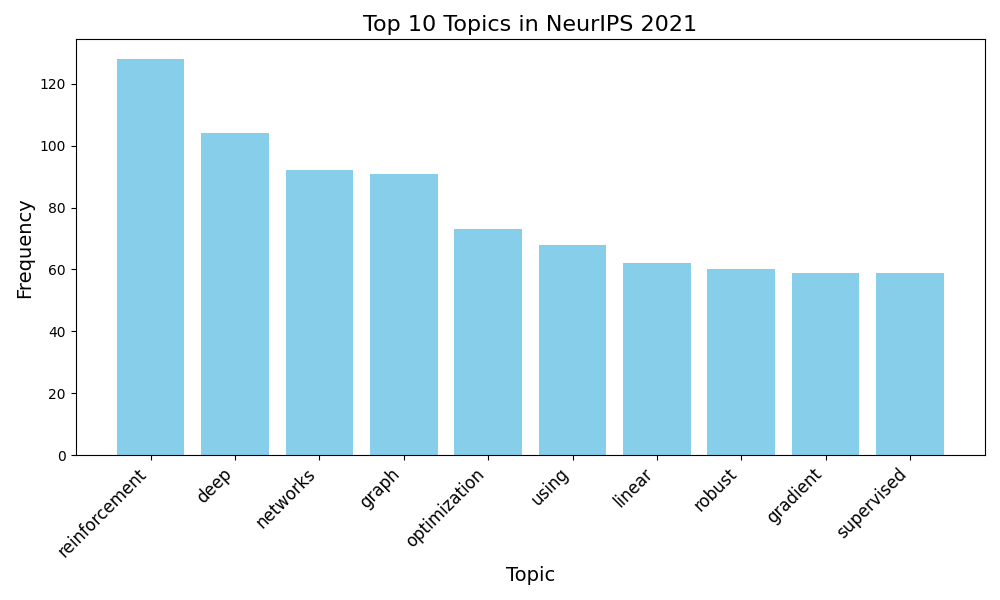 Top 10 Topics in NeurIPS 2021
Frequency
120
100
80
60
40
20
0
reinforcement
deep
networks
graph
optimization
using
linear
robust
gradient
supervised
Topic